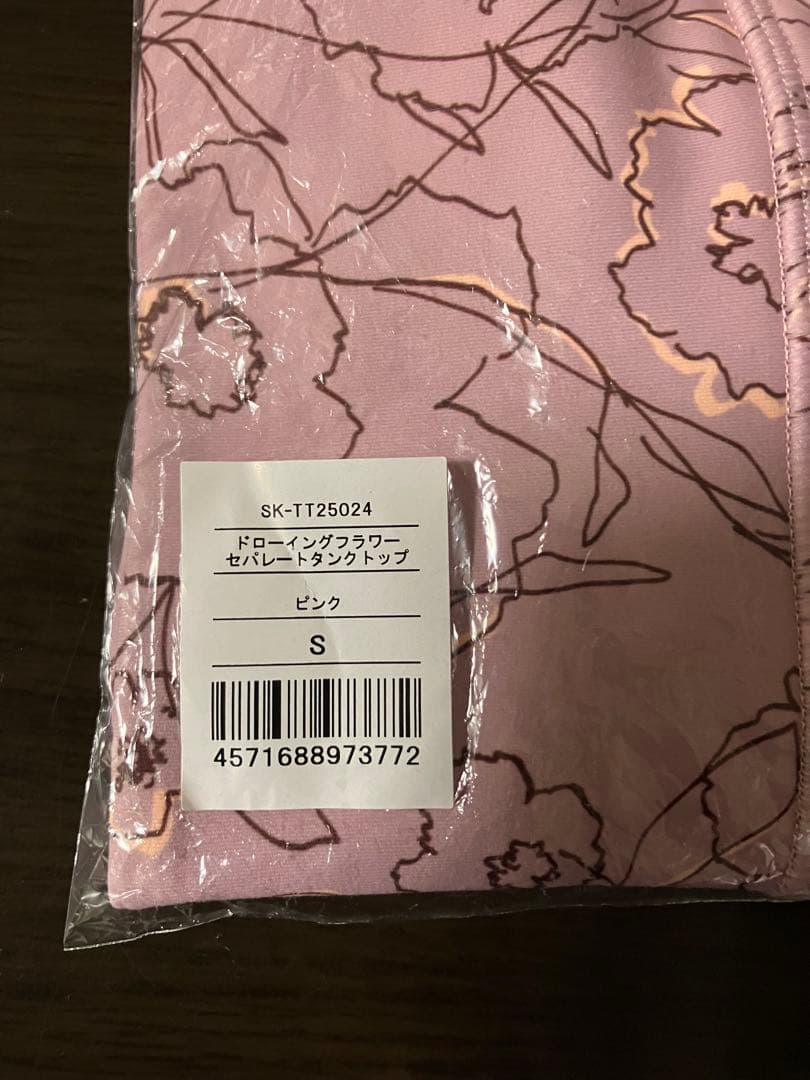 SK-TT25024
ドローイングフラワー
セパレートタンクトップ
ピンク
S
4571688973772